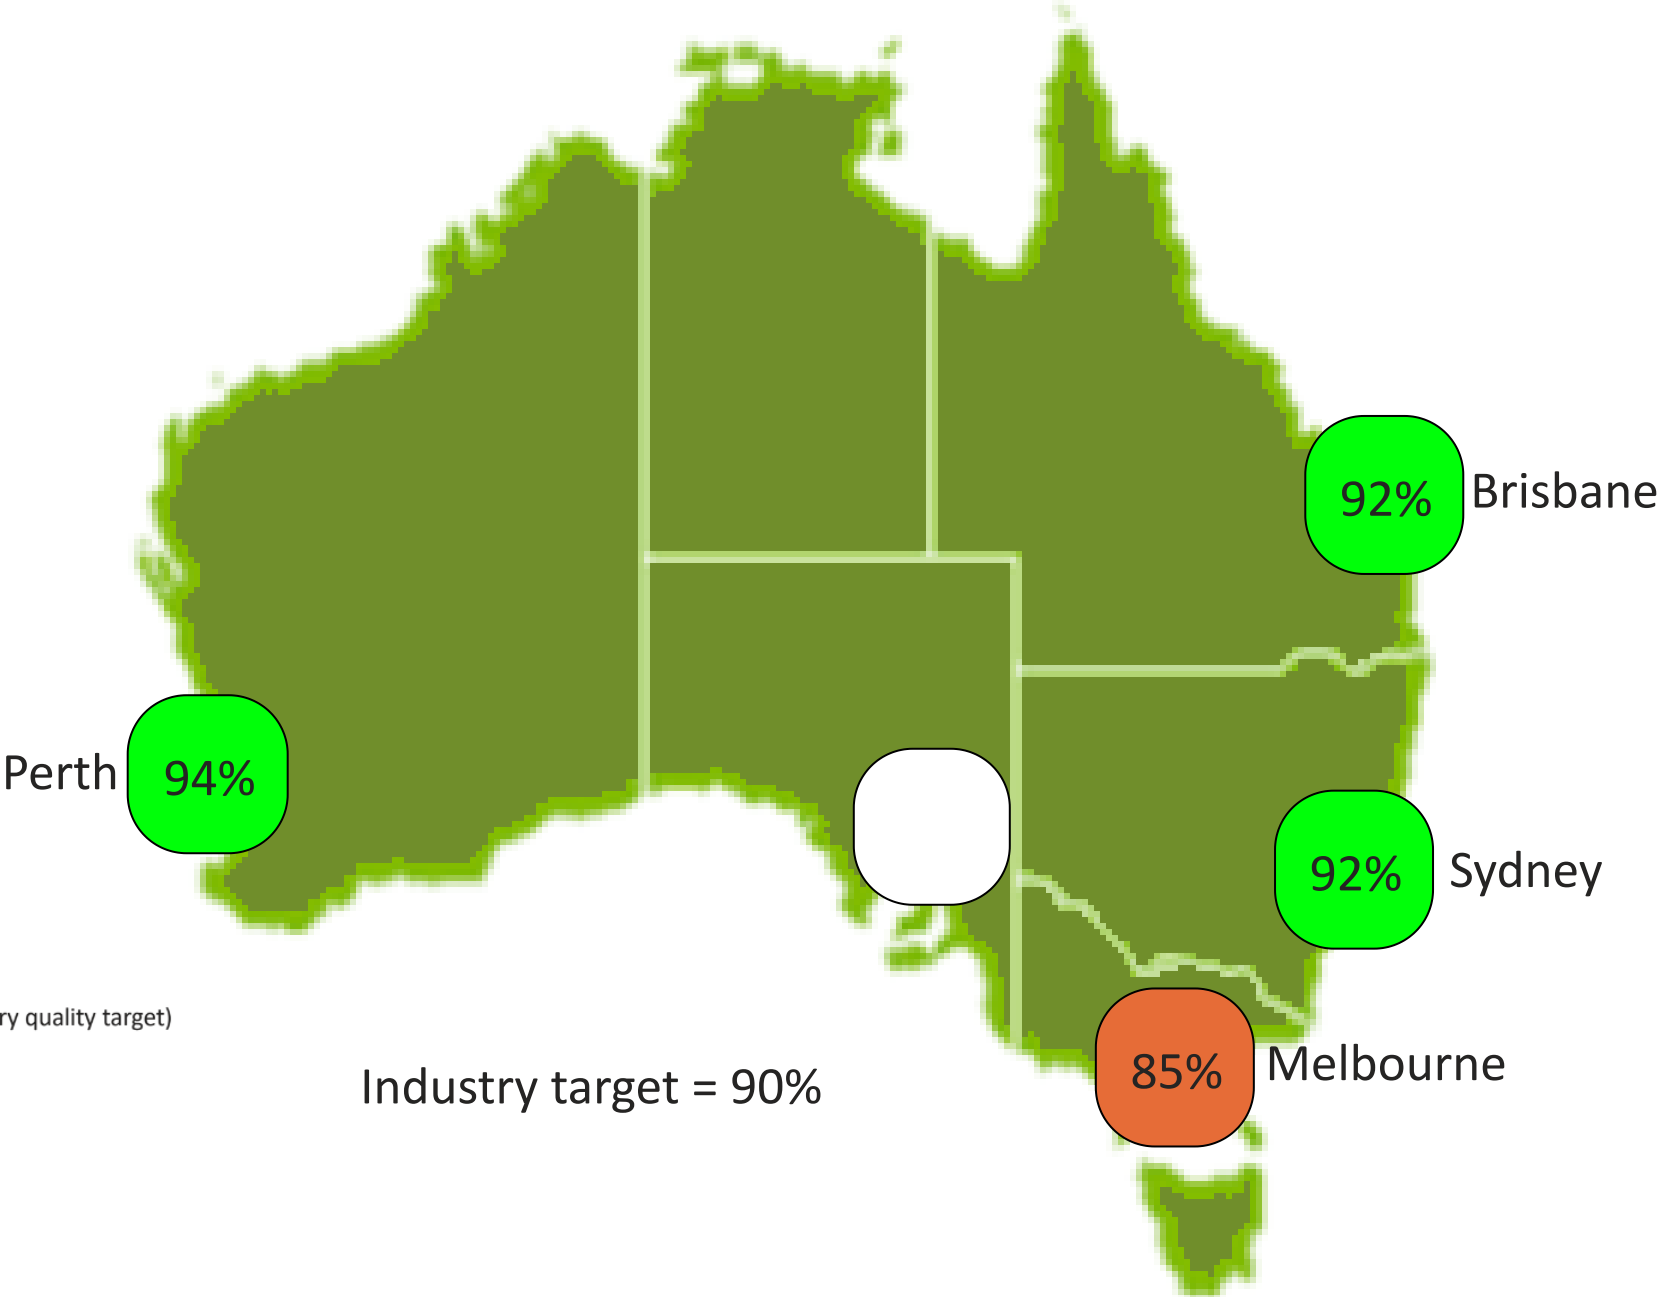 92% Brisbane
Perth 94%
92% Sydney
ry quality target)
85% Melbourne
Industry target = 90%